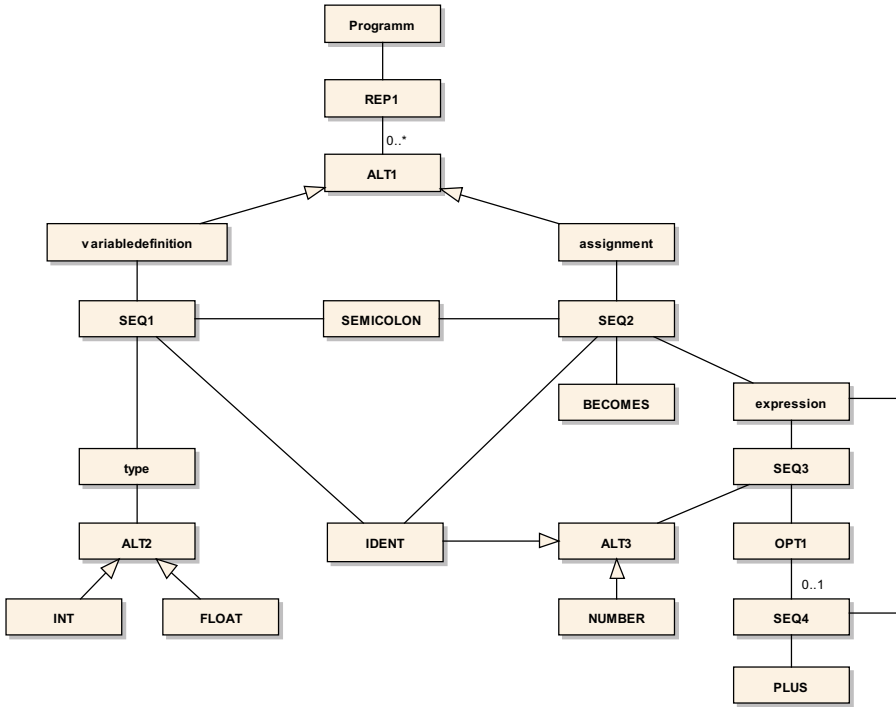 Programm
REP1
0..*
ALT1
variabledefinition
assignment
SEQ1
SEMICOLON
SEQ2
BECOMES
expression
type
SEQ3
ALT2
IDENT
ALT3
OPT1
0..1
INT
FLOAT
NUMBER
SEQ4
PLUS